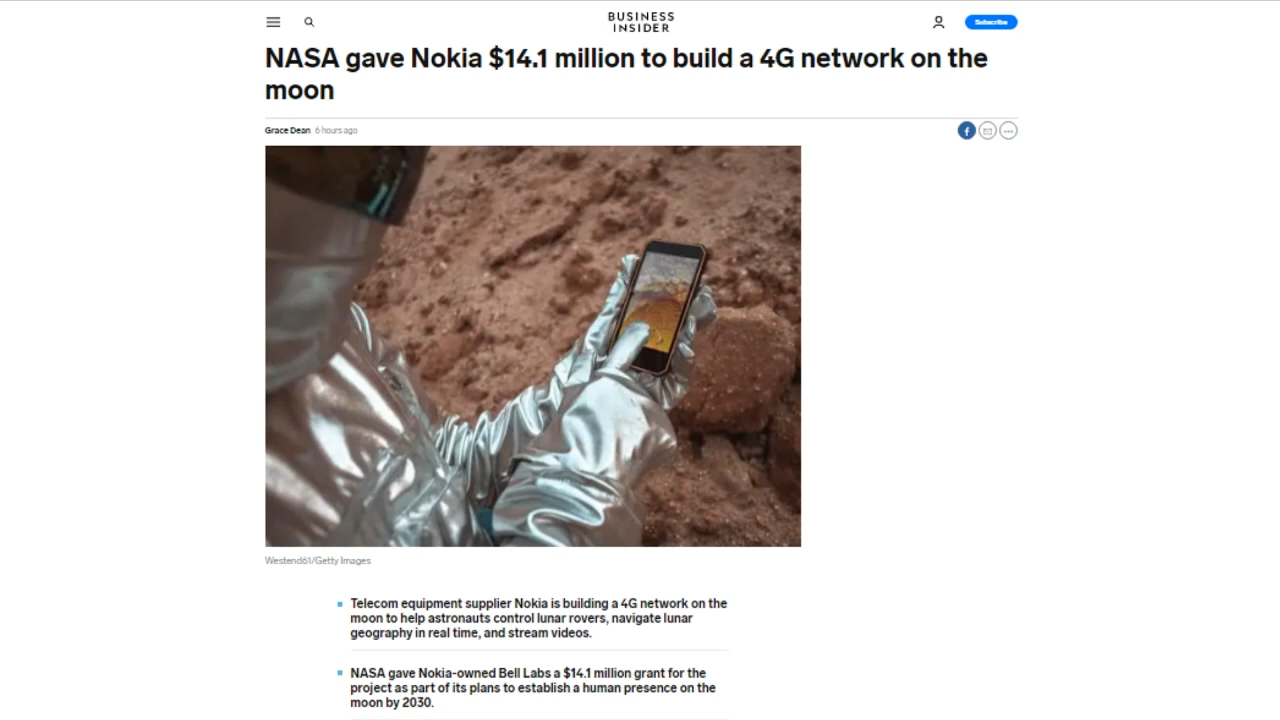 BUSINESS
INSIDER
Subscribe
NASA gave Nokia $14.1 million to build a 4G network on the
moon
Grace Dean 6 hours ago
Westend61/Getty Images
Telecom equipment supplier Nokia is building a 4G network on the
moon to help astronauts control lunar rovers, navigate lunar
geography in real time, and stream videos.
NASA gave Nokia-owned Bell Labs a $14.1 million grant for the
project as part of its plans to establish a human presence on the
moon by 2030.